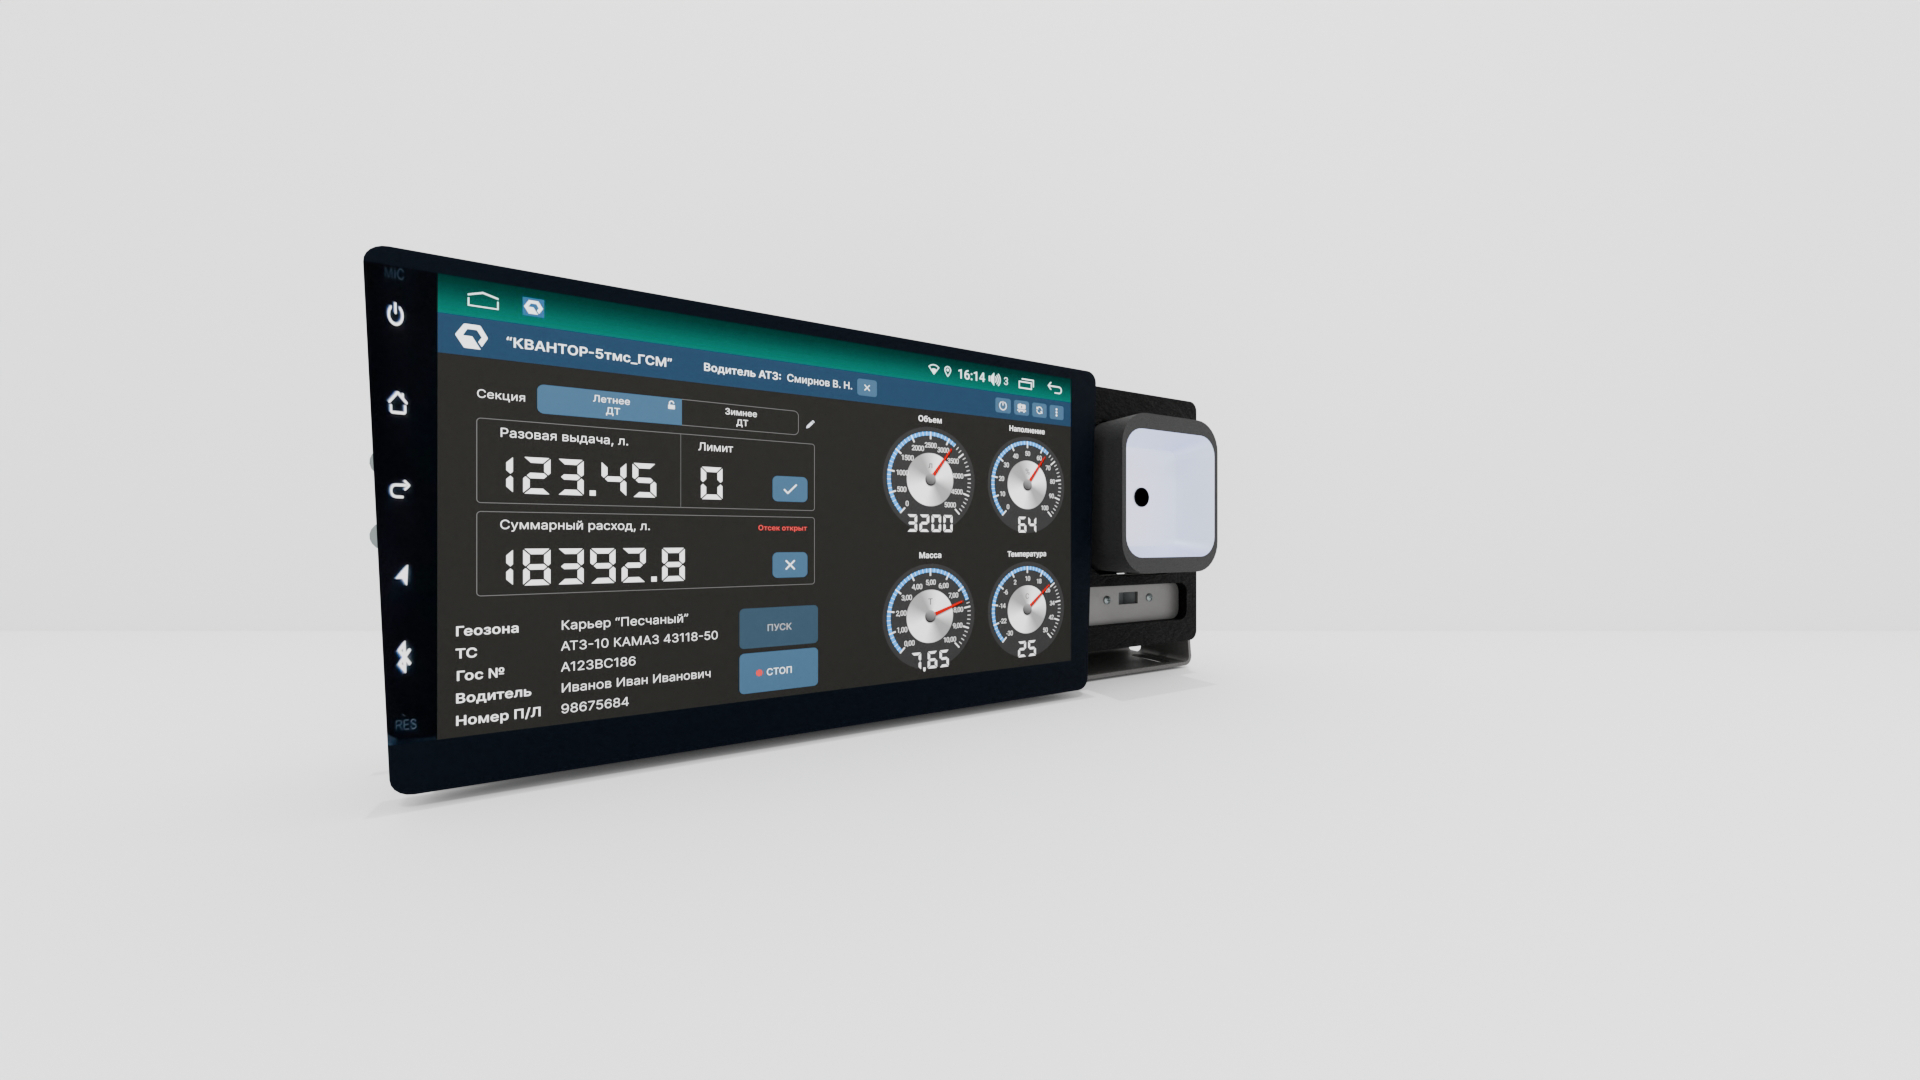 MIC
16:14 3
"КВАНТОР-5тмс_ГСМ" Водитель АТЗ: Смирнов В. Н.
Секция
Летнее
ДТ
Зимнее
ДТ
Разовая выдача, л.
123.45
Лимит
0
Суммарный расход, л.
Отсек открыт
18392.8
Геозона Карьер "Песчаный"
ТС АТЗ-10 КАМАЗ 43118-50
Гос № А123ВС186
Водитель Иванов Иван Иванович
Номер П/Л 98675684
ПУСК
СТОП
Объем
3200
Наполнение
64
Масса
7,65
Температура
25
RES